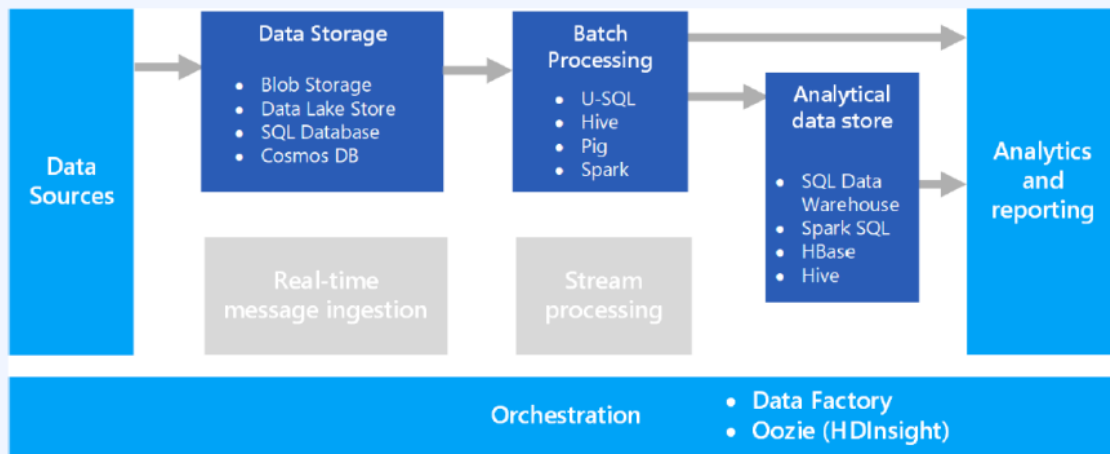 Data
Sources
Data Storage
• Blob Storage
• Data Lake Store
• SQL Database
• Cosmos DB
Real-time
message ingestion
Batch
Processing
• U-SQL
• Hive
• Pig
• Spark
Stream
processing
Analytical
data store
• SQL Data
Warehouse
• Spark SQL
• HBase
• Hive
Analytics
and
reporting
Orchestration
• Data Factory
• Oozie (HDInsight)